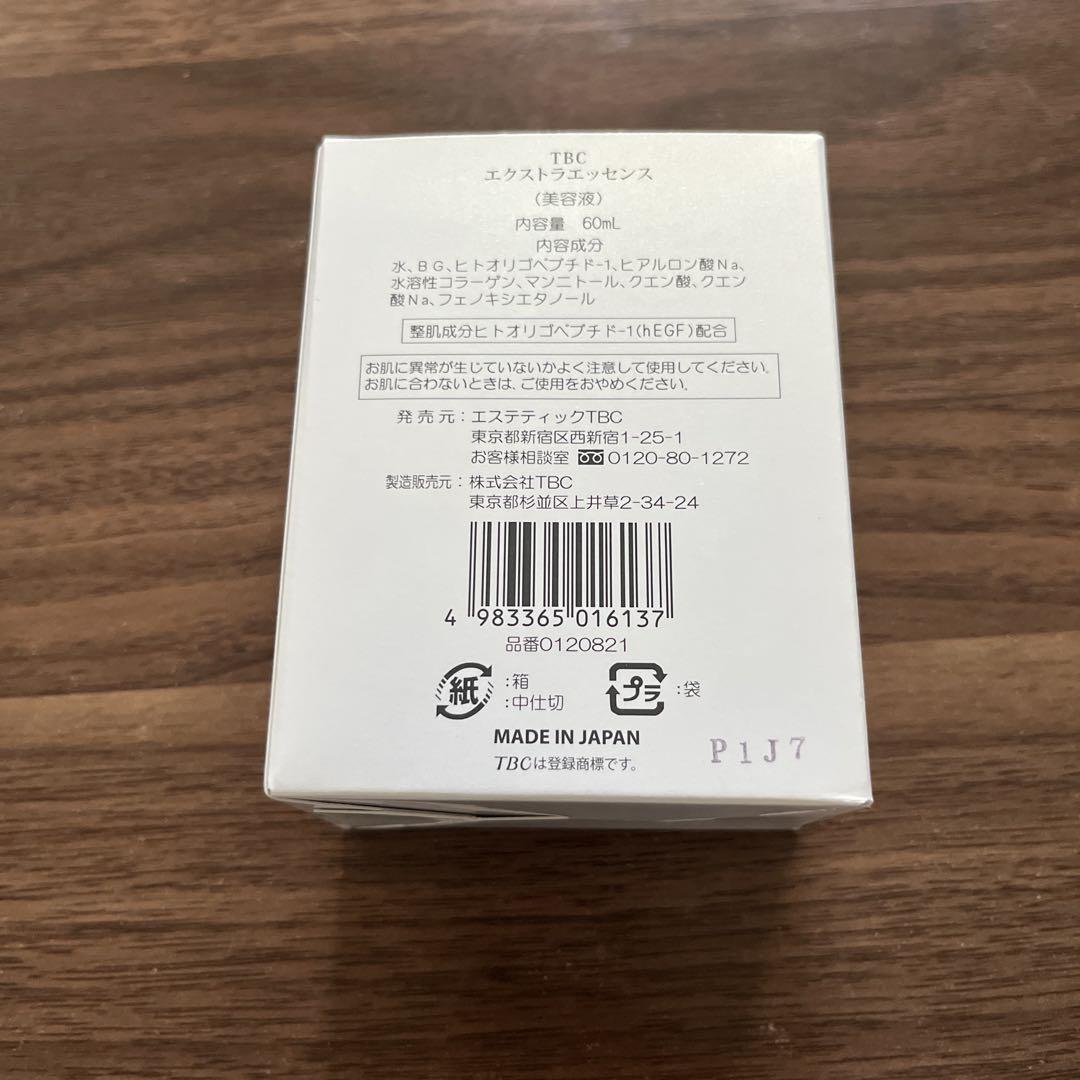 TBC
エクストラエッセンス
（美容液）
内容量　60mL
内容成分
水、BG、ヒトオリゴペプチド-1、ヒアルロン酸Na、
水溶性コラーゲン、マンニトール、クエン酸、クエン
酸Na、フェノキシエタノール
整肌成分ヒトオリゴペプチド-1(hEGF)配合
お肌に異常が生じていないかよく注意して使用してください。
お肌に合わないときは、ご使用をおやめください。
発売元：エステティックTBC
東京都新宿区西新宿1-25-1
お客様相談室 0120-80-1272
製造販売元：株式会社TBC
東京都杉並区上井草2-34-24
4 983365 016137
品番0120821
紙 ：箱
：中仕切
プラ ：袋
MADE IN JAPAN
TBCは登録商標です。
P1J7